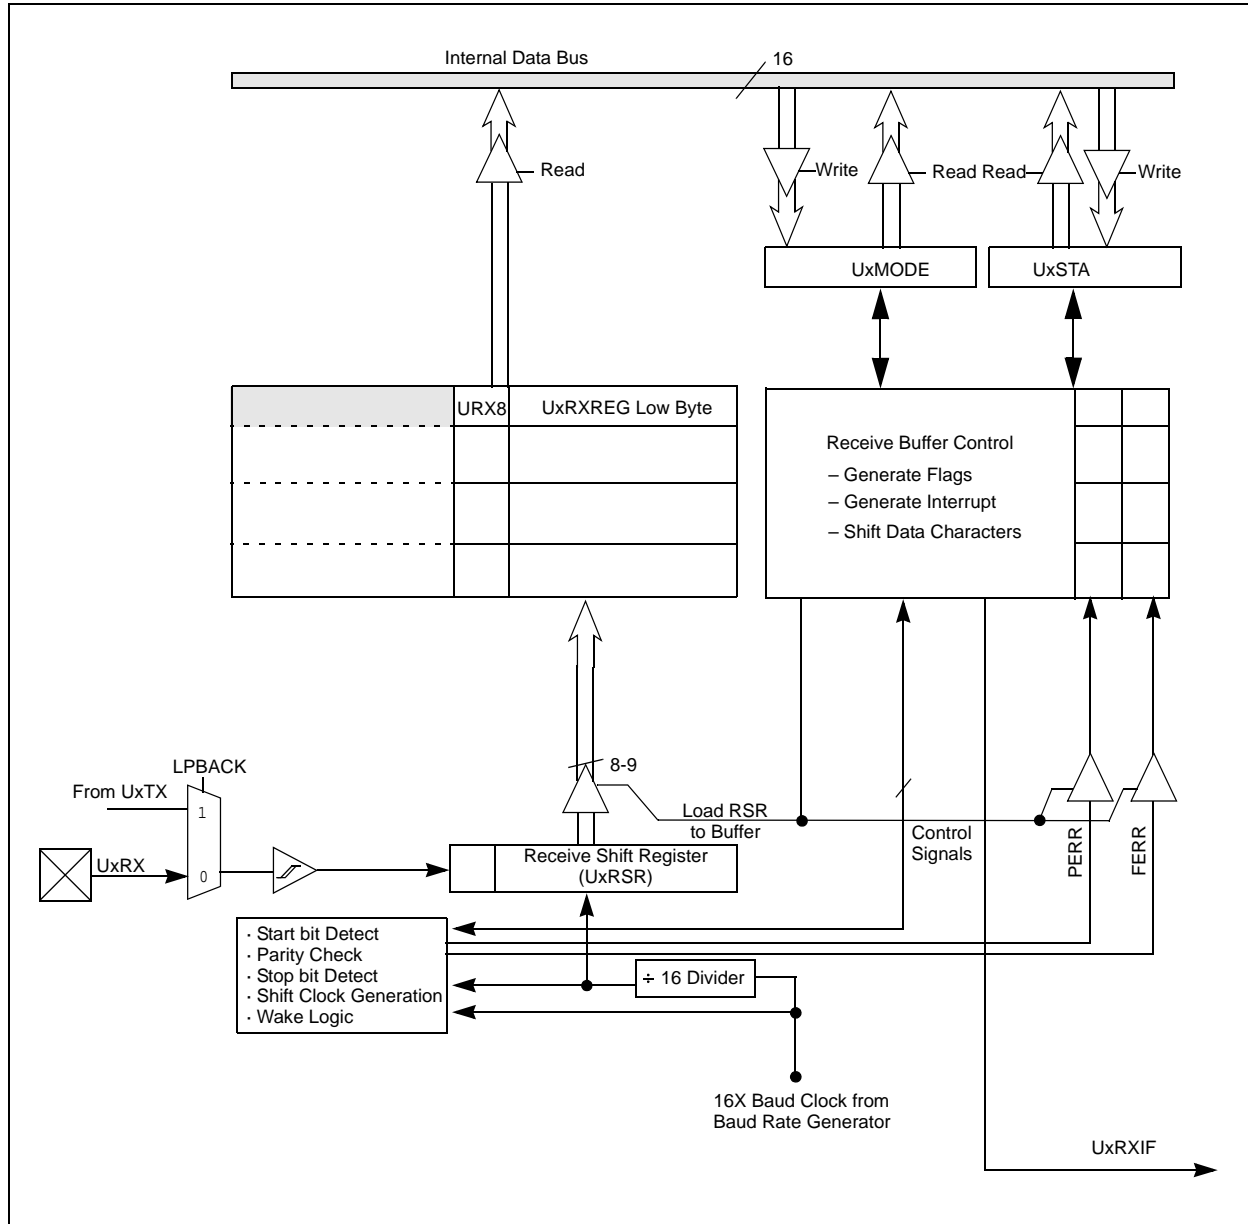 Internal Data Bus
16
Read
Write
Read Read
Write
UxMODE
UxSTA
URX8
UxRXREG Low Byte
Receive Buffer Control
– Generate Flags
– Generate Interrupt
– Shift Data Characters
LPBACK
From UxTX
1
UxRX
0
8-9
Load RSR
to Buffer
Control
Signals
PERR
FERR
Receive Shift Register
(UxRSR)
· Start bit Detect
· Parity Check
· Stop bit Detect
· Shift Clock Generation
· Wake Logic
÷ 16 Divider
16X Baud Clock from
Baud Rate Generator
UxRXIF